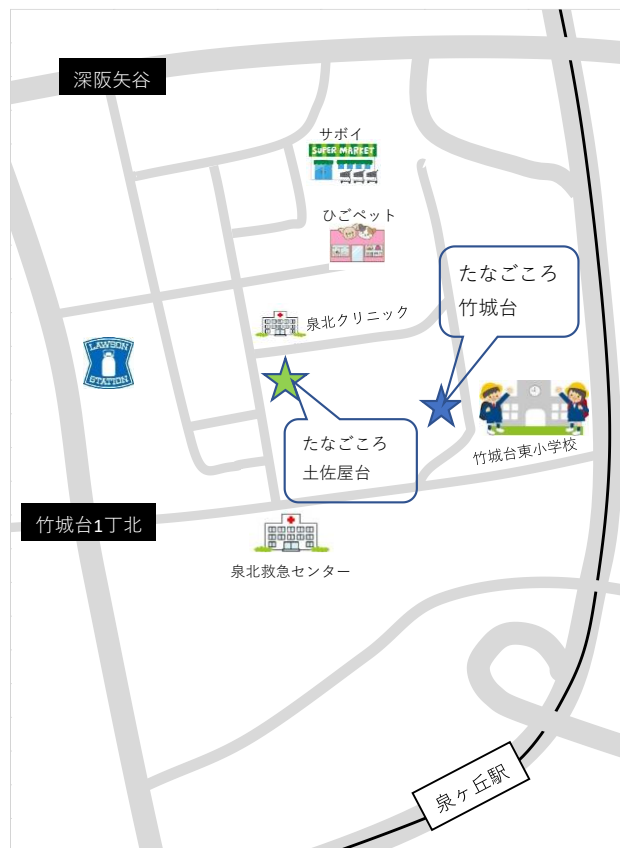 深阪矢谷
サボイ
SUPER MARKET
ひごペット
たなごころ
竹城台
泉北クリニック
LAWSON
STATION
竹城台東小学校
たなごころ
土佐屋台
竹城台1丁北
泉北救急センター
泉ヶ丘駅